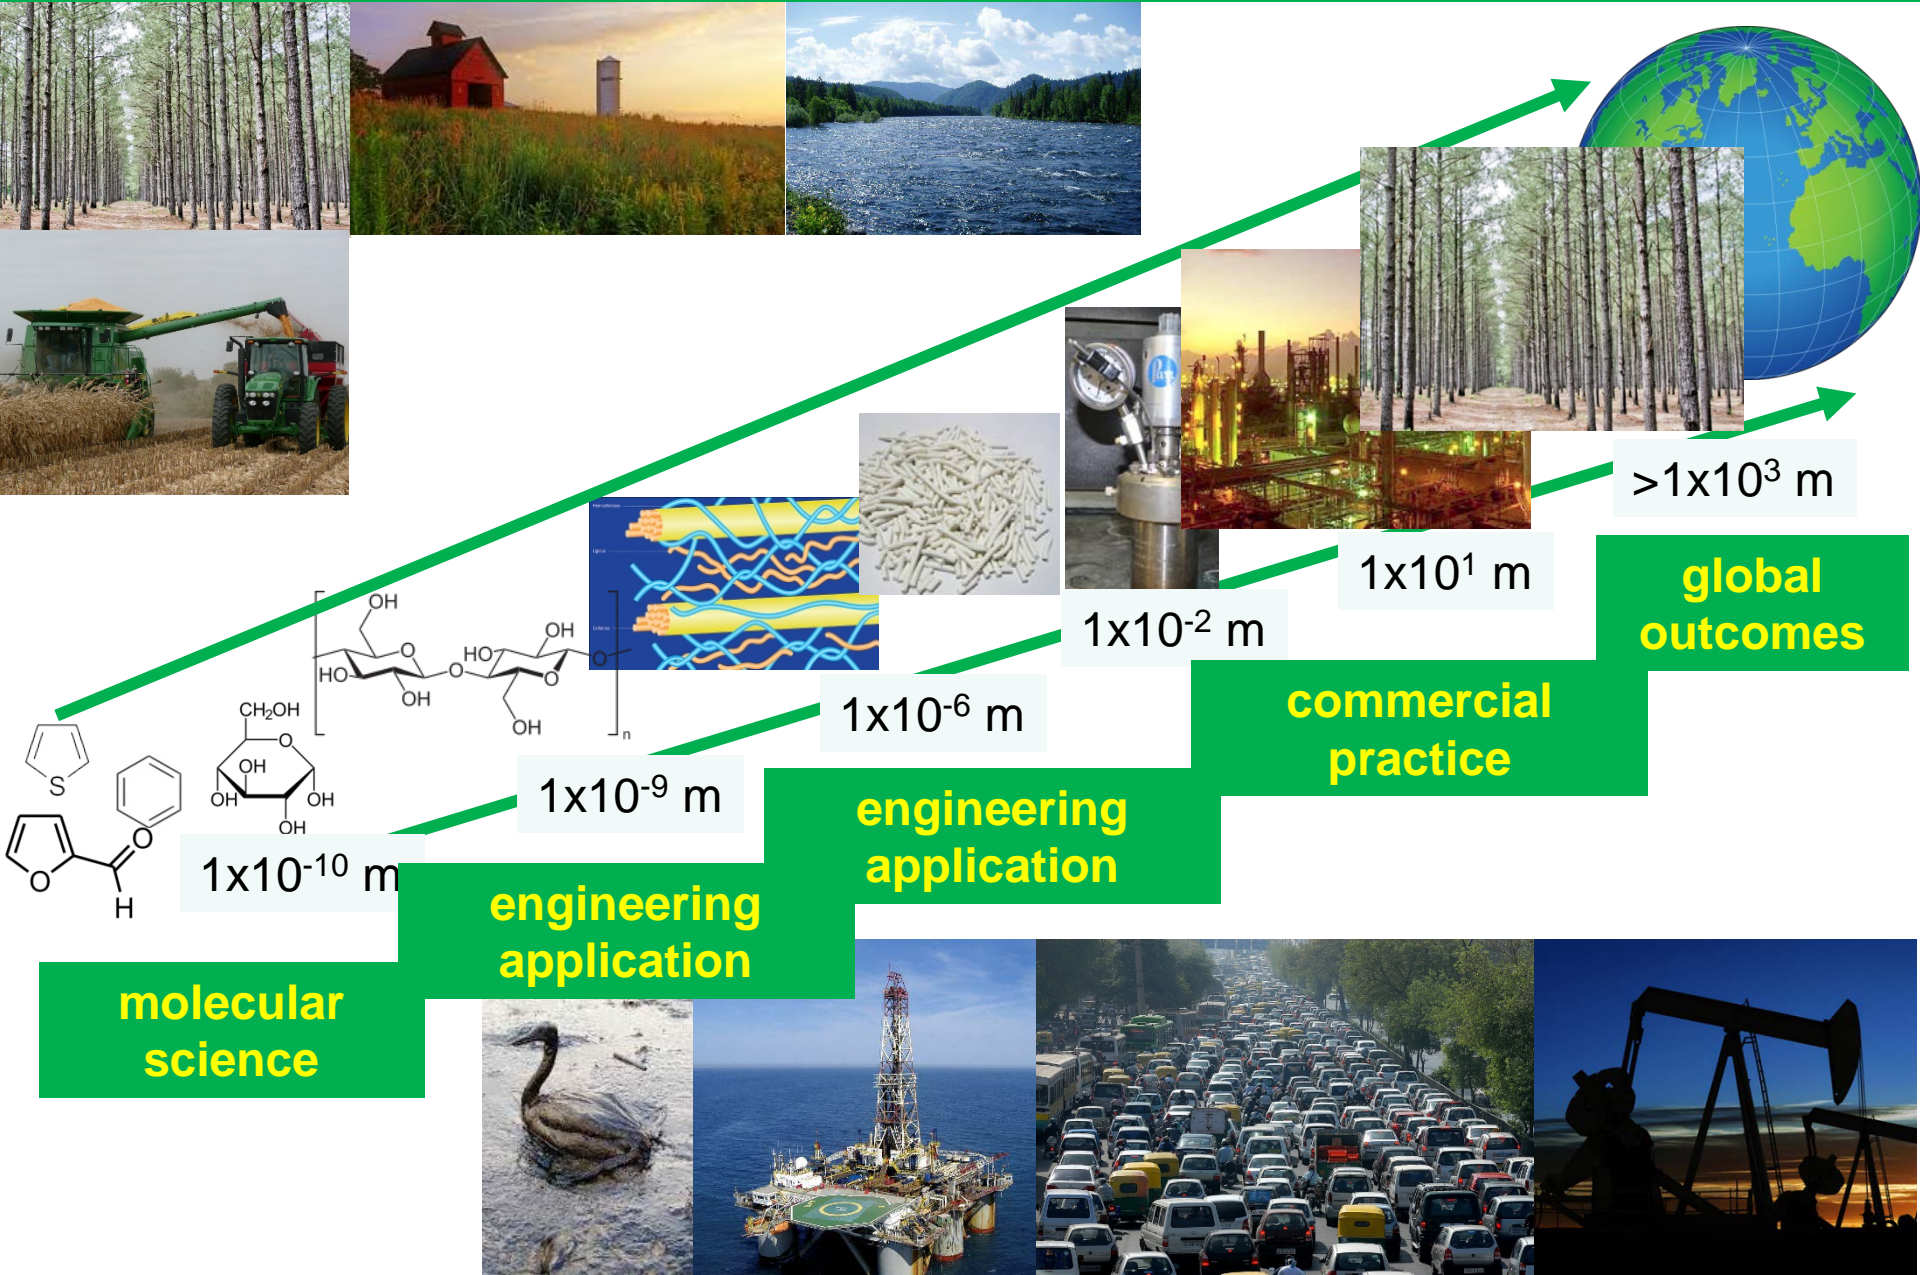 >1x10³ m
1x10¹ m
global
outcomes
OH
OH
HO
O
O
O
HO
OH
O
OH
n
1x10⁻² m
CH₂OH
O
OH
OH
OH
OH
S
commercial
practice
1x10⁻⁶ m
1x10⁻⁹ m
O
O
H
1x10⁻¹⁰ m
engineering
application
engineering
application
molecular
science